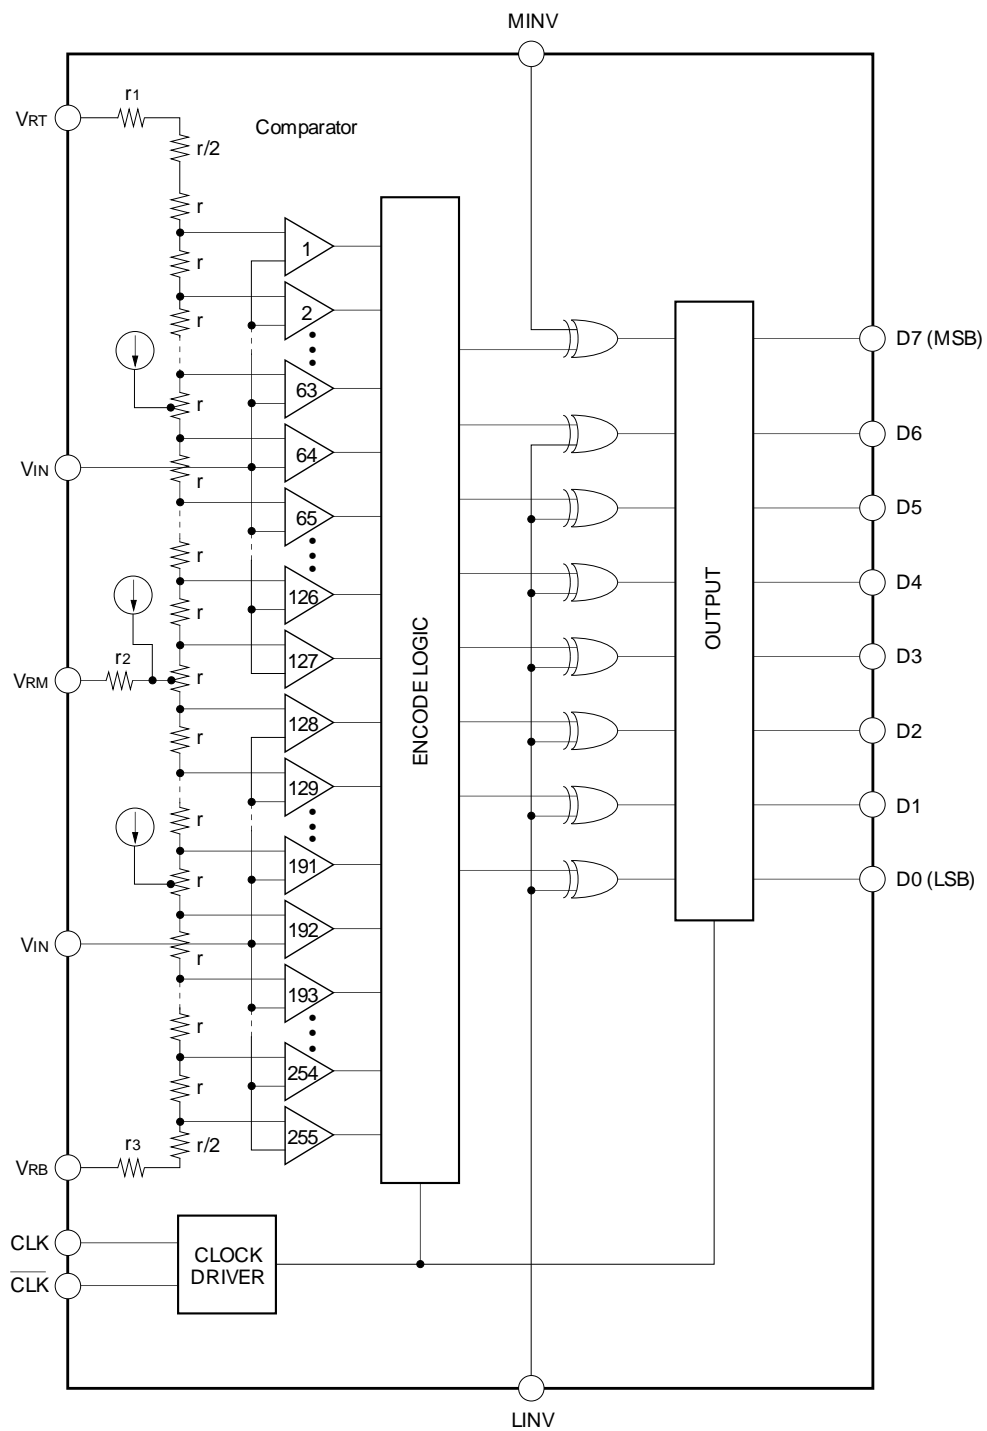 MINV
VRT
r1
Comparator
r/2
r
1
r
2
r
63
r
D7 (MSB)
D6
64
VIN
r
65
D5
r
126
D4
r
127
r2
VRM
r
D3
128
r
D2
129
r
D1
191
r
D0 (LSB)
192
VIN
r
193
r
254
r
255
r3
r/2
VRB
ENCODE LOGIC
OUTPUT
CLK
CLK
CLOCK
DRIVER
LINV